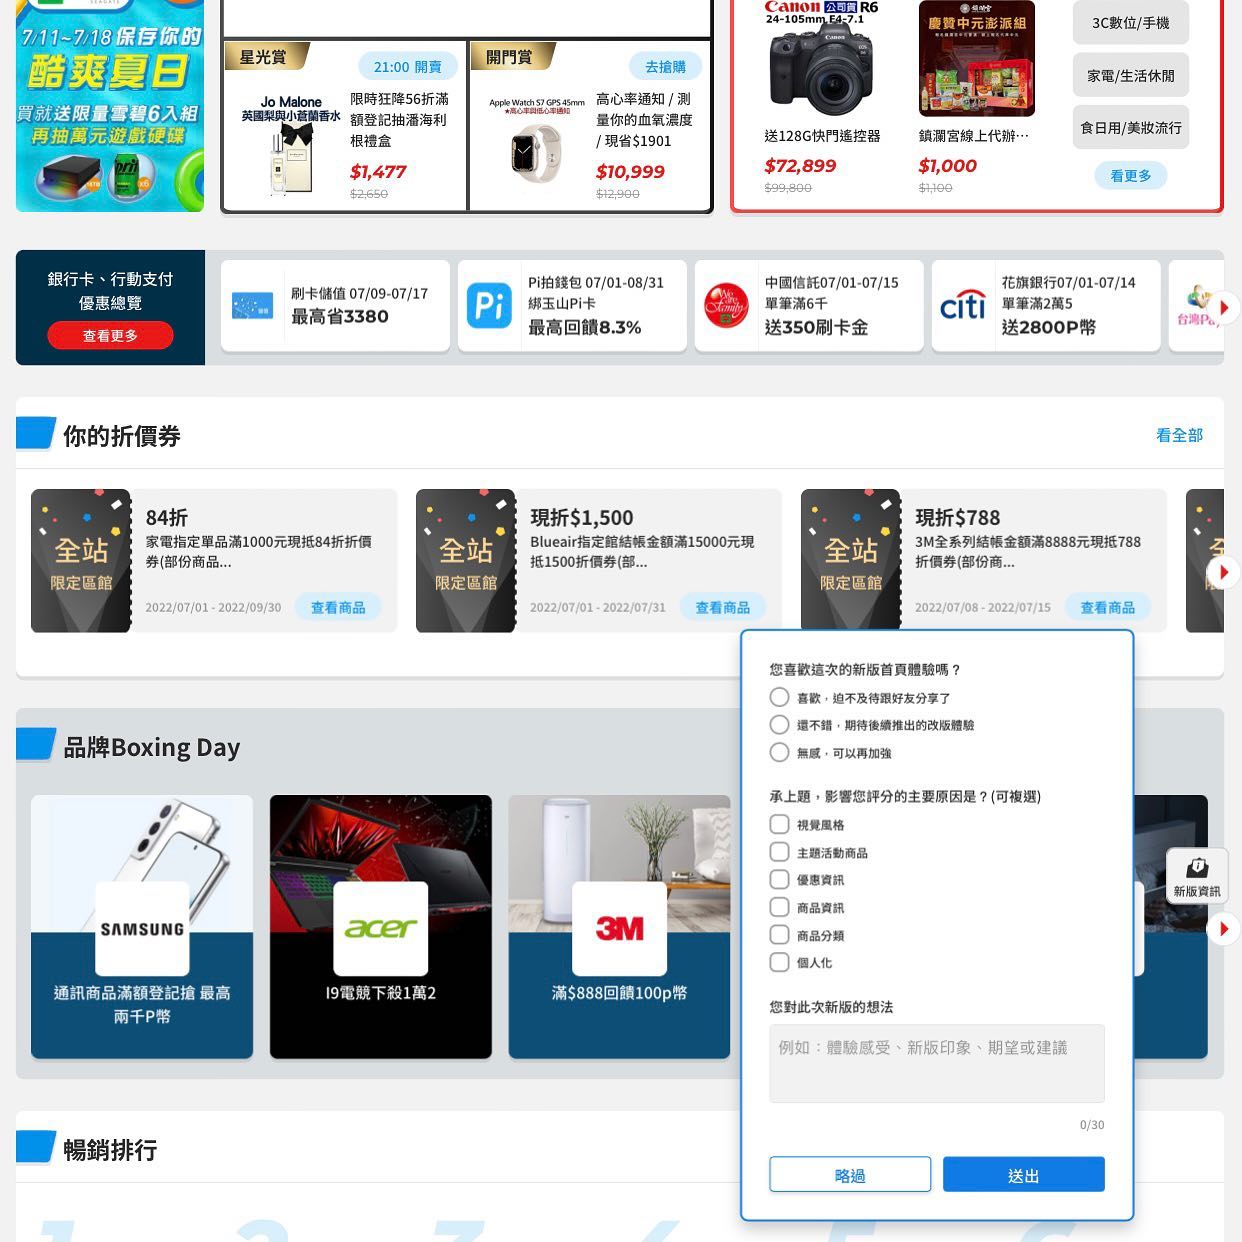 SEAGATE
7/11~7/18 保存你的
酷爽夏日
買就送限量雪碧6入組
再抽萬元遊戲硬碟
星光賞
21:00 開賣
Jo Malone
英國梨與小蒼蘭香水
限時狂降56折滿
額登記抽潘海利
根禮盒
$1,477
$2,650
開門賞
去搶購
Apple Watch S7 GPS 45mm
★高心率與低心率通知
高心率通知 / 測
量你的血氧濃度
/ 現省$1901
$10,999
$12,900
Canon 公司貨 R6
24-105mm F4-7.1
送128G快門遙控器
$72,899
$99,800
鎮瀾宮
慶贊中元澎派組
鎮瀾宮線上代辦…
$1,000
$1,100
3C數位/手機
家電/生活休閒
食日用/美妝流行
看更多
銀行卡、行動支付
優惠總覽
查看更多
刷卡儲值 07/09-07/17
最高省3380
Pi
Pi拍錢包 07/01-08/31
綁玉山Pi卡
最高回饋8.3%
We are Family
中國信託07/01-07/15
單筆滿6千
送350刷卡金
citi
花旗銀行07/01-07/14
單筆滿2萬5
送2800P幣
台灣Pay
你的折價券
看全部
全站
限定區館
84折
家電指定單品滿1000元現抵84折折價
券(部份商品...
2022/07/01 - 2022/09/30
查看商品
全站
限定區館
現折$1,500
Blueair指定館結帳金額滿15000元現
抵1500折價券(部...
2022/07/01 - 2022/07/31
查看商品
全站
限定區館
現折$788
3M全系列結帳金額滿8888元現抵788
折價券(部份商...
2022/07/08 - 2022/07/15
查看商品
品牌Boxing Day
SAMSUNG
通訊商品滿額登記搶 最高
兩千P幣
acer
I9電競下殺1萬2
3M
滿$888回饋100p幣
您喜歡這次的新版首頁體驗嗎？
喜歡，迫不及待跟好友分享了
還不錯，期待後續推出的改版體驗
無感，可以再加強
承上題，影響您評分的主要原因是？(可複選)
視覺風格
主題活動商品
優惠資訊
商品資訊
商品分類
個人化
您對此次新版的想法
例如：體驗感受、新版印象、期望或建議
0/30
略過
送出
新版資訊
暢銷排行
1
2
3
4
5
6